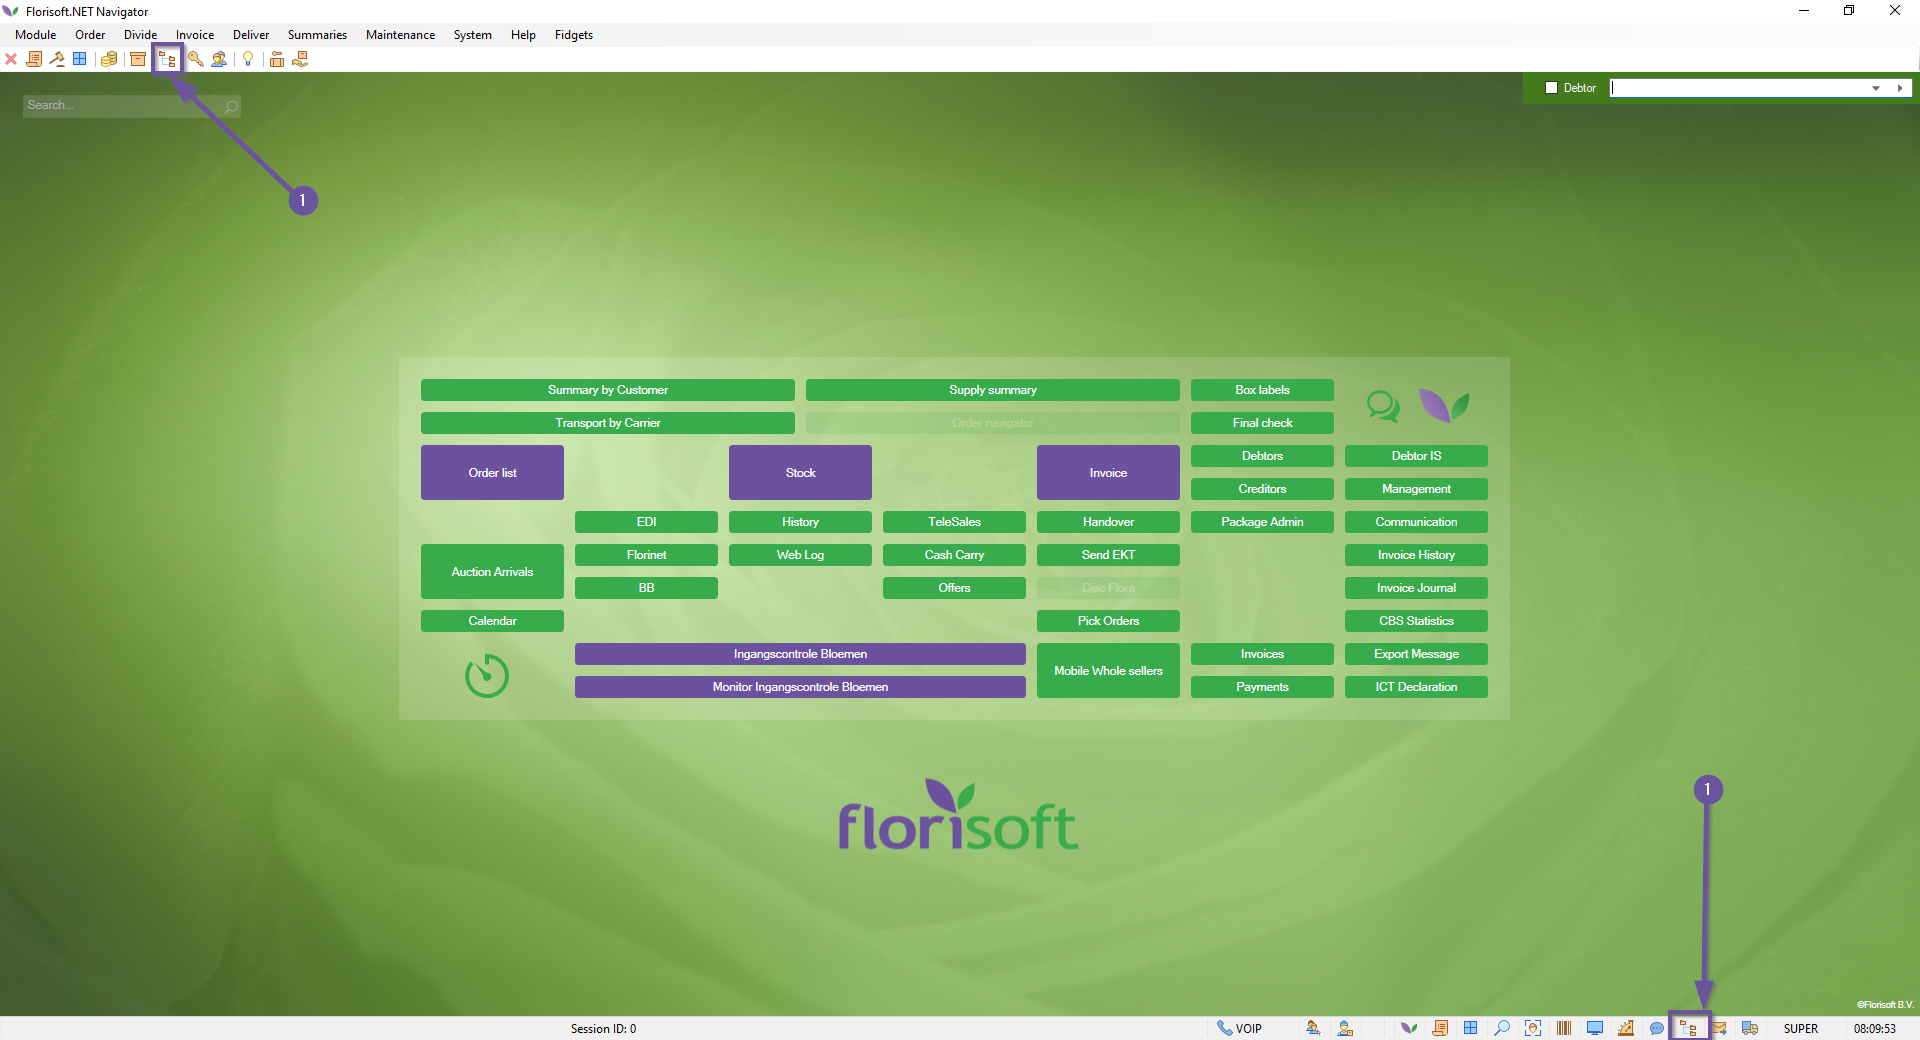 Florisoft.NET Navigator
Module Order Divide Invoice Deliver Summaries Maintenance System Help Fidgets
Search...
Debtor
1
Summary by Customer Supply summary Box labels
Transport by Carrier Order navigator Final check
Order list Stock Invoice Debtors Debtor IS
Creditors Management
EDI History TeleSales Handover Package Admin Communication
Auction Arrivals Florinet Web Log Cash Carry Send EKT Invoice History
BB Offers Disc Flora Invoice Journal
Calendar Pick Orders CBS Statistics
Ingangscontrole Bloemen Mobile Whole sellers Invoices Export Message
Monitor Ingangscontrole Bloemen Payments ICT Declaration
florisoft
1
©Florisoft B.V.
Session ID: 0 VOIP SUPER 08:09:53